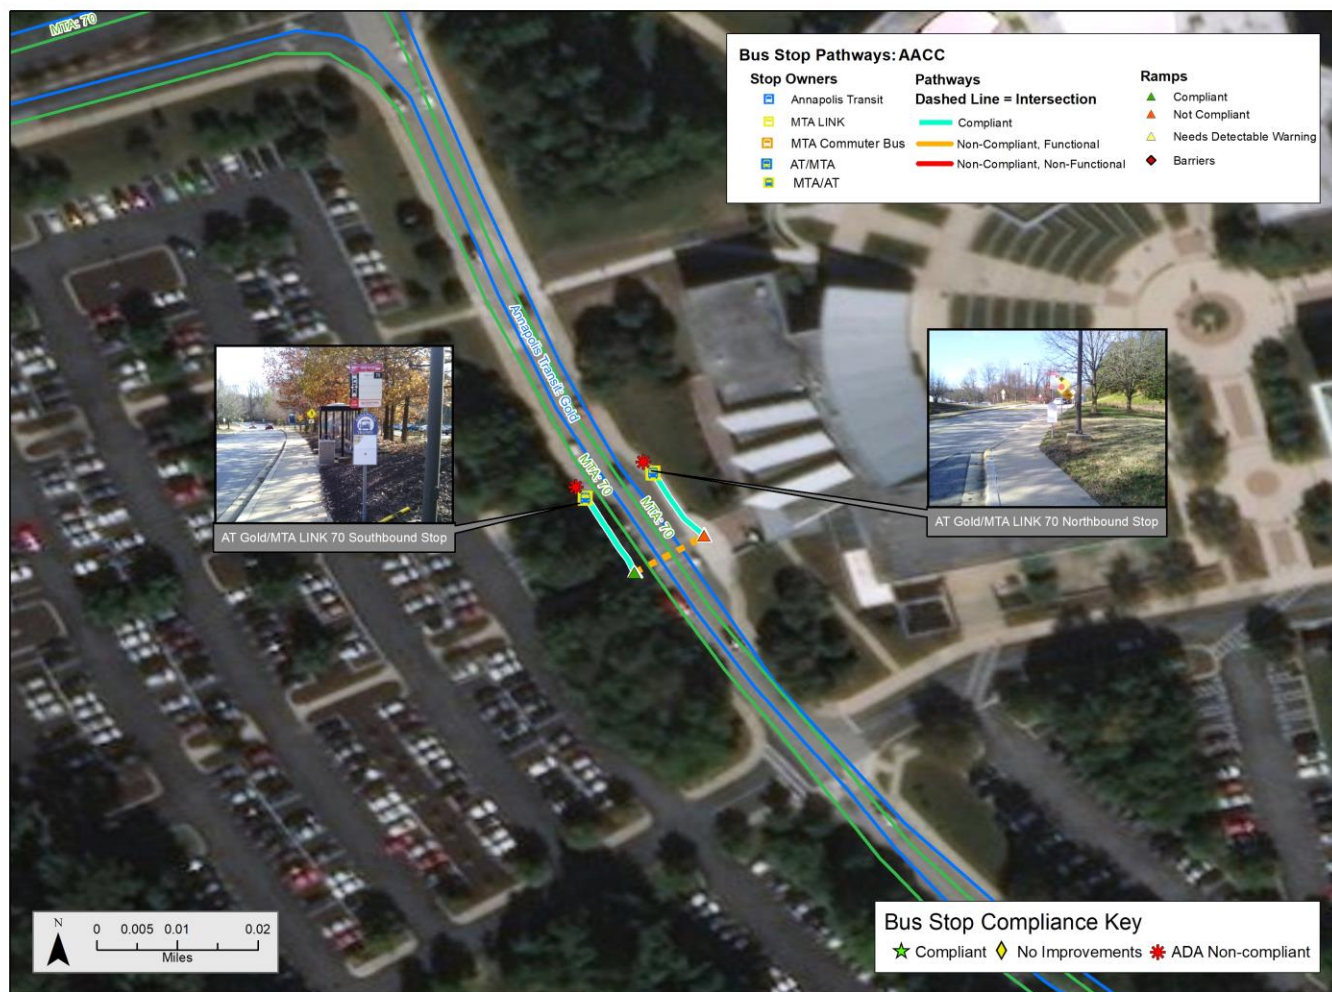 MTA: 70
Bus Stop Pathways: AACC
Stop Owners
Annapolis Transit
MTA LINK
MTA Commuter Bus
AT/MTA
MTA/AT
Pathways
Dashed Line = Intersection
Compliant
Non-Compliant, Functional
Non-Compliant, Non-Functional
Ramps
Compliant
Not Compliant
Needs Detectable Warning
Barriers
Annapolis Transit: Gold
MTA: 70
MTA: 70
AT Gold/MTA LINK 70 Southbound Stop
AT Gold/MTA LINK 70 Northbound Stop
N
0 0.005 0.01 0.02
Miles
Bus Stop Compliance Key
Compliant No Improvements ADA Non-compliant